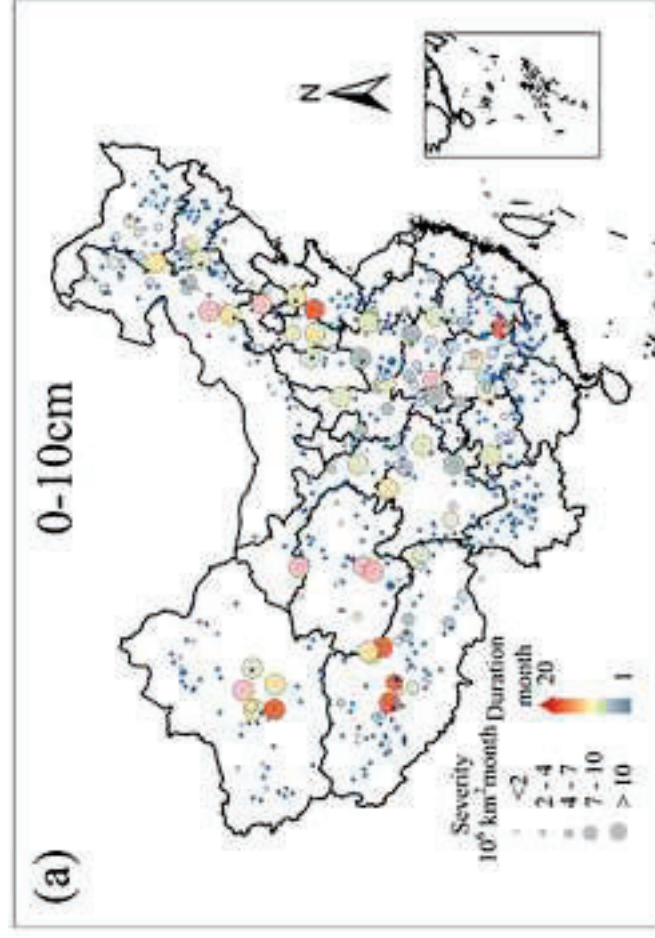 (a)
0-10cm
N
Severity
10⁶ km² month
<2
2 - 4
4 - 7
7 - 10
> 10
Duration
month
20
1